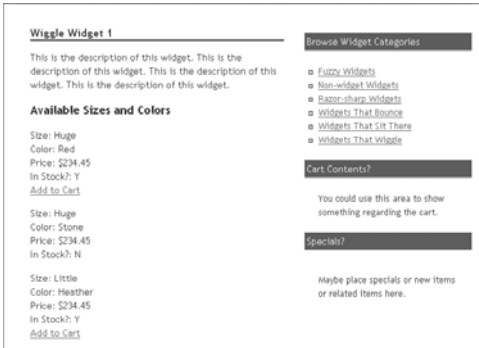 Wiggle Widget 1
This is the description of this widget. This is the
description of this widget. This is the description of this
widget. This is the description of this widget.
Available Sizes and Colors
Size: Huge
Color: Red
Price: $234.45
In Stock?: Y
Add to Cart
Size: Huge
Color: Stone
Price: $234.45
In Stock?: N
Size: Little
Color: Heather
Price: $234.45
In Stock?: Y
Add to Cart
Browse Widget Categories
Fuzzy Widgets
Non-widget Widgets
Razor-sharp Widgets
Widgets That Bounce
Widgets That Sit There
Widgets That Wiggle
Cart Contents?
You could use this area to show
something regarding the cart.
Specials?
Maybe place specials or new items
or related items here.